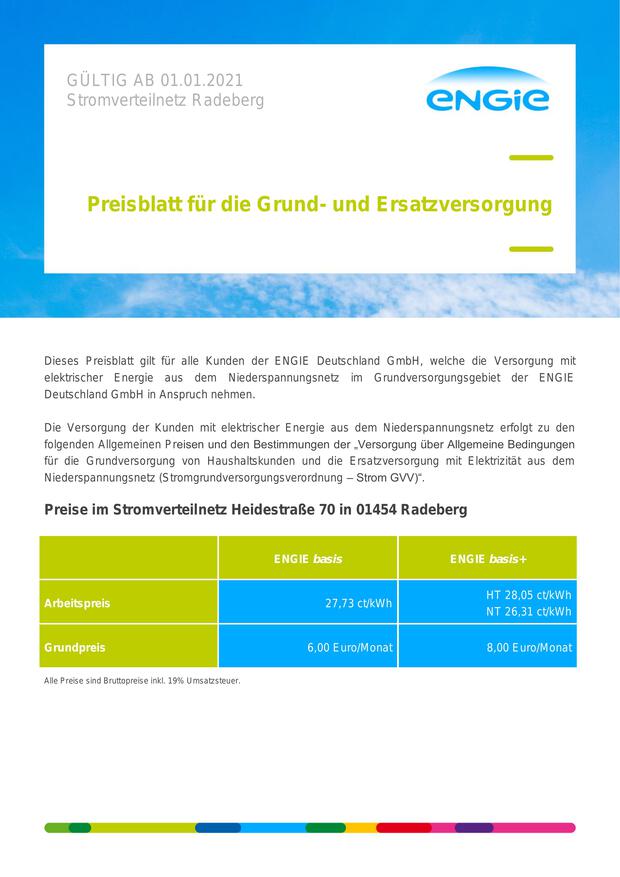 GÜLTIG AB 01.01.2021
Stromverteilnetz Radeberg
ENGIE
Preisblatt für die Grund- und Ersatzversorgung
Dieses Preisblatt gilt für alle Kunden der ENGIE Deutschland GmbH, welche die Versorgung mit
elektrischer Energie aus dem Niederspannungsnetz im Grundversorgungsgebiet der ENGIE
Deutschland GmbH in Anspruch nehmen.
Die Versorgung der Kunden mit elektrischer Energie aus dem Niederspannungsnetz erfolgt zu den
folgenden Allgemeinen Preisen und den Bestimmungen der „Versorgung über Allgemeine Bedingungen
für die Grundversorgung von Haushaltskunden und die Ersatzversorgung mit Elektrizität aus dem
Niederspannungsnetz (Stromgrundversorgungsverordnung – Strom GVV)“.
Preise im Stromverteilnetz Heidestraße 70 in 01454 Radeberg
ENGIE basis ENGIE basis+
Arbeitspreis 27,73 ct/kWh HT 28,05 ct/kWh
NT 26,31 ct/kWh
Grundpreis 6,00 Euro/Monat 8,00 Euro/Monat
Alle Preise sind Bruttopreise inkl. 19% Umsatzsteuer.